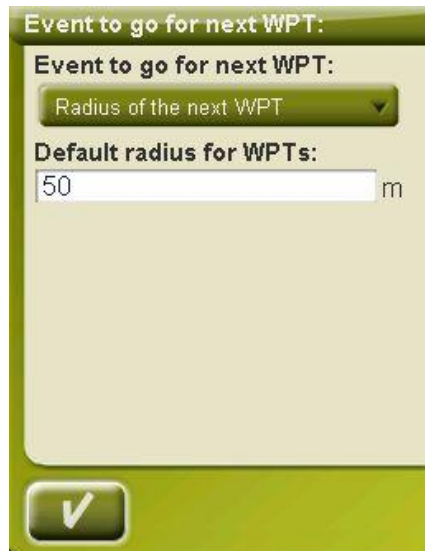 Event to go for next WPT:
Event to go for next WPT:
Radius of the next WPT
Default radius for WPTs:
50 m